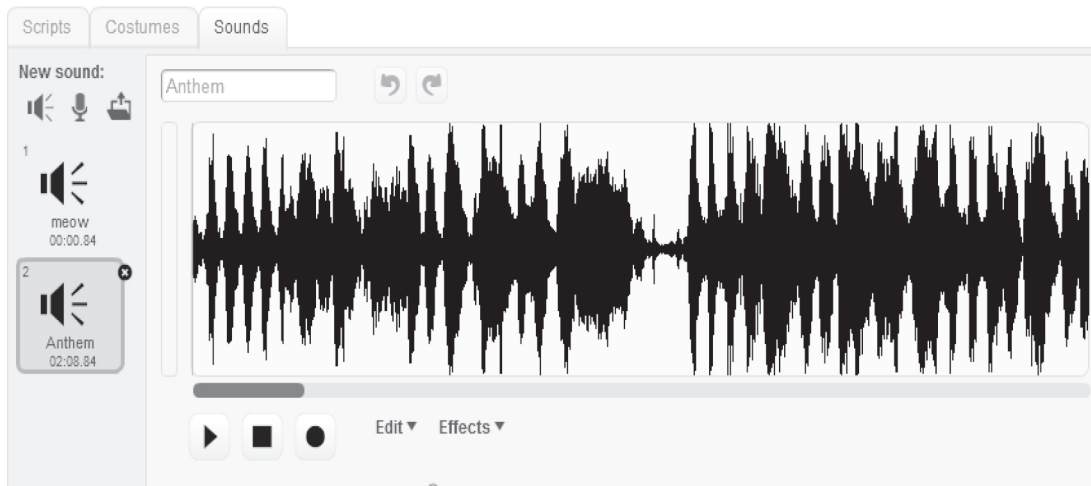 Scripts Costumes Sounds
New sound:
Anthem
1
meow
00:00.84
2
Anthem
02:08.84
Edit Effects